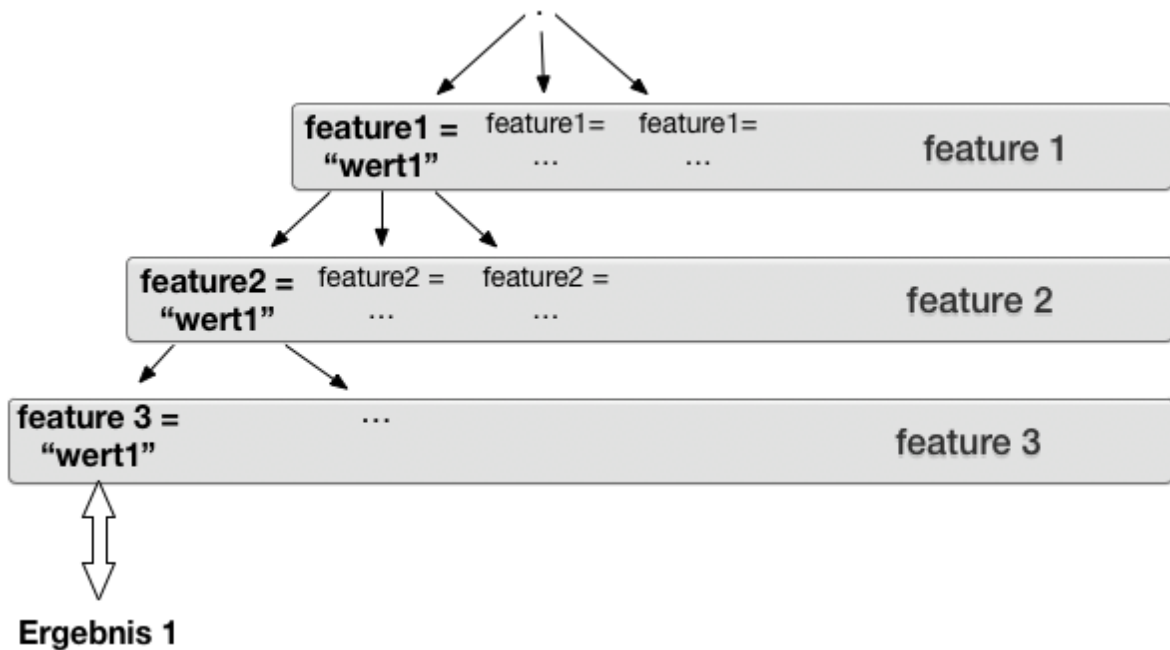 .
feature1 = feature1= feature1=
“wert1” ... ... feature 1
feature2 = feature2 = feature2 =
“wert1” ... ... feature 2
feature 3 = ...
“wert1” feature 3
Ergebnis 1